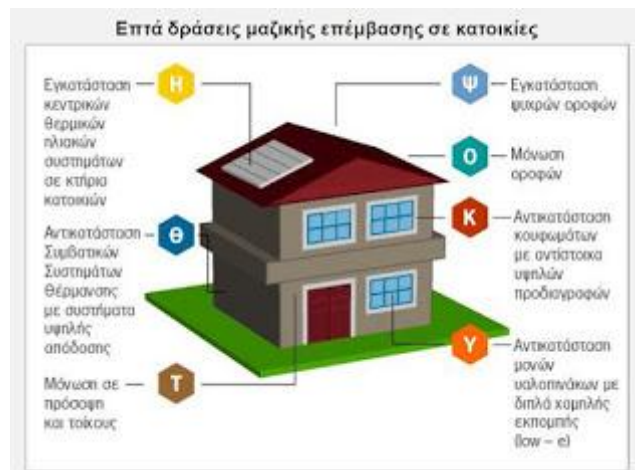 Επτά δράσεις μαζικής επέμβασης σε κατοικίες
Εγκατάσταση
κεντρικών
θερμικών
ηλιακών
συστημάτων
σε κτήρια
κατοικιών
Η
Αντικατάσταση
Συμβατικών
Συστημάτων
Θέρμανσης
με συστήματα
υψηλής
απόδοσης
Θ
Μόνωση σε
πρόσοψη
και τοίχους
Τ
Ψ
Εγκατάσταση
ψυχρών οροφών
Ο
Μόνωση
οροφών
Κ
Αντικατάσταση
κουφωμάτων
με αντίστοιχα
υψηλών
προδιαγραφών
Υ
Αντικατάσταση
μονών
υαλοπινάκων με
διπλά χαμηλής
εκπομπής
(low – e)